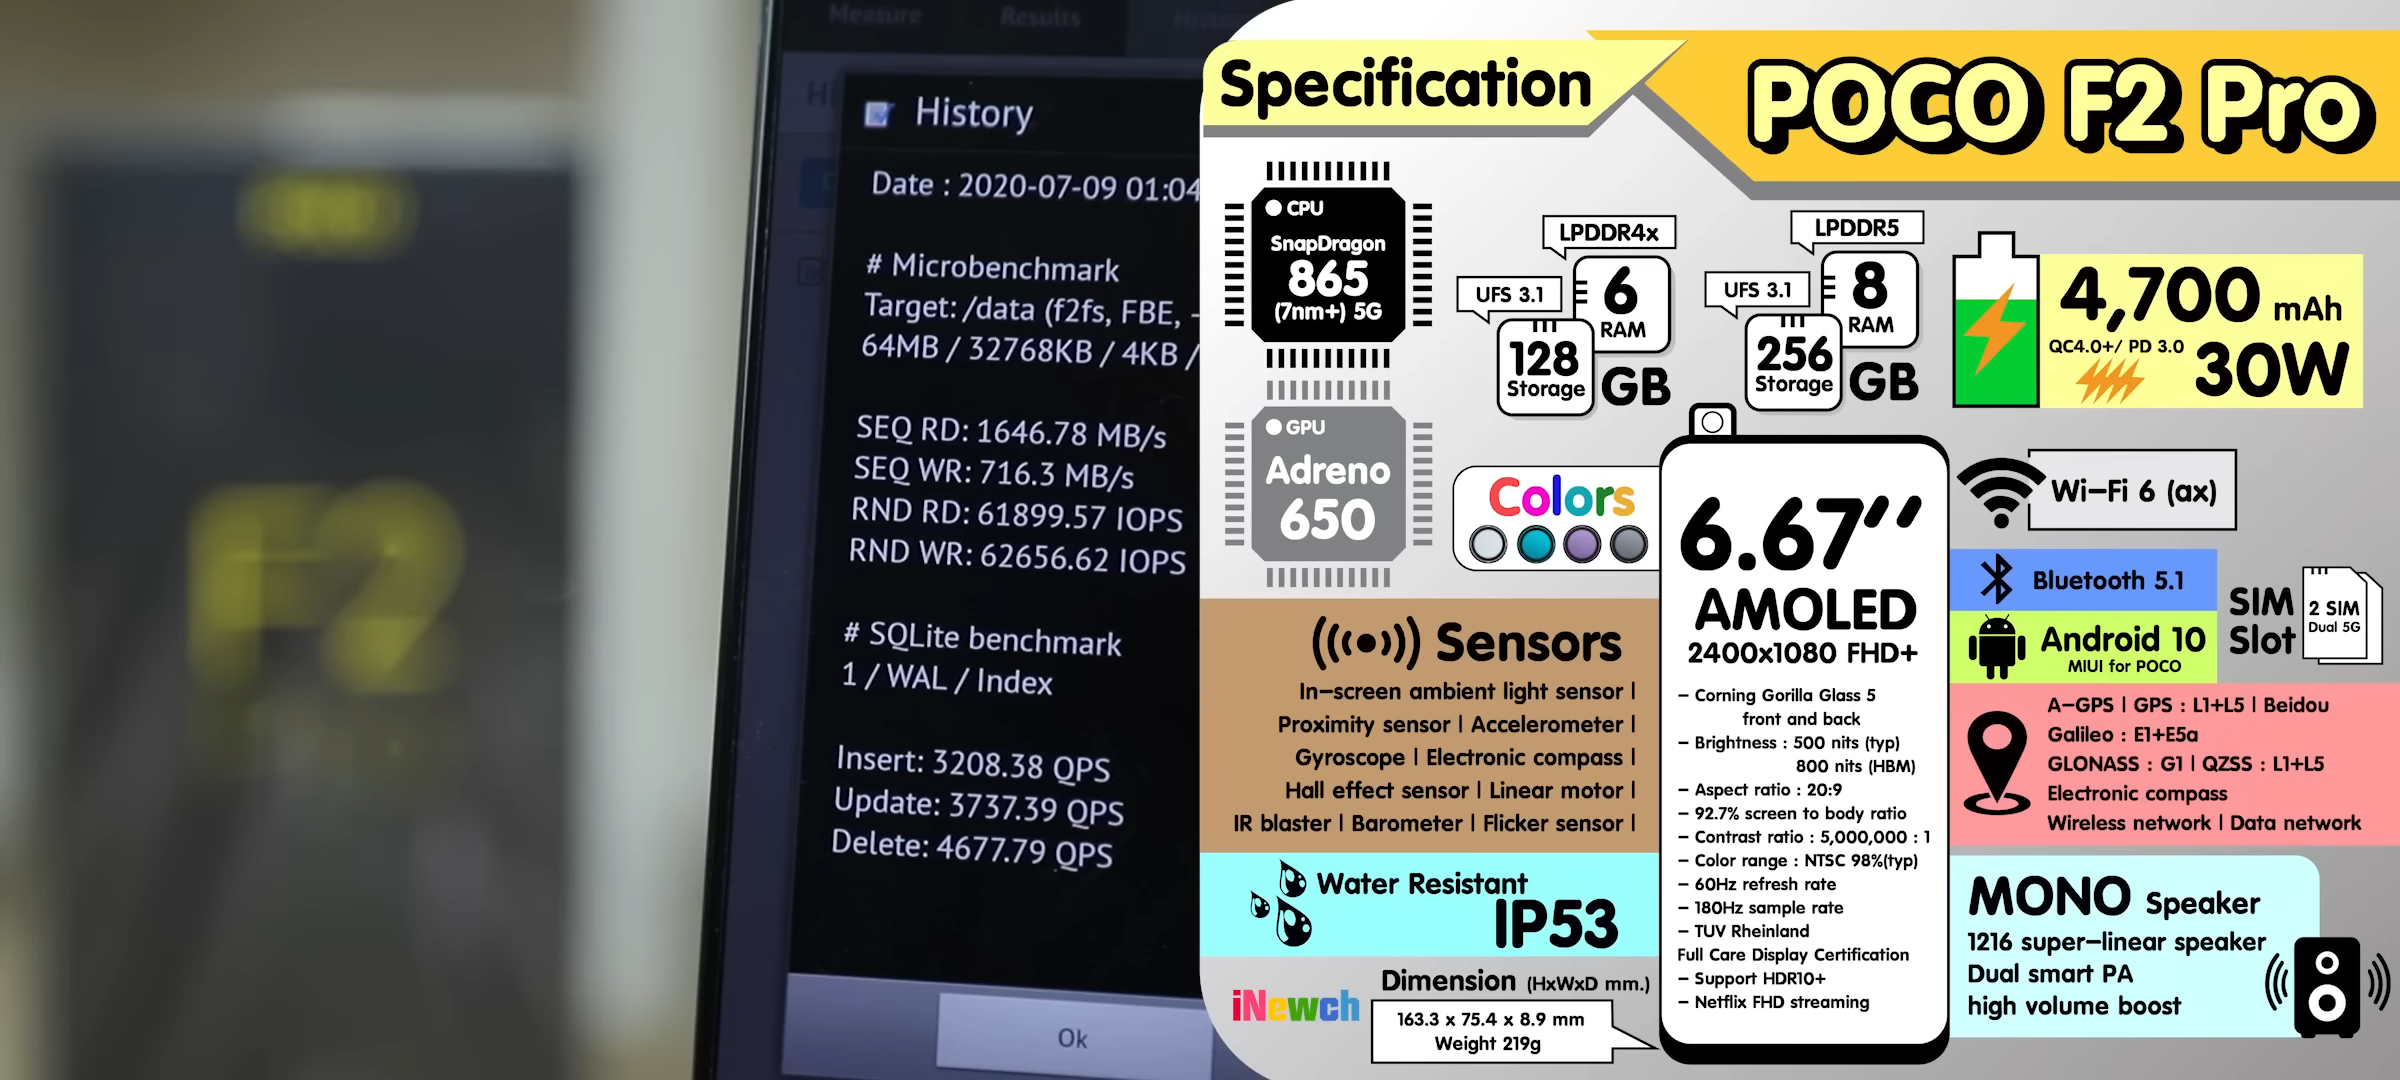 Measure Results
History
Date : 2020-07-09 01:04
# Microbenchmark
Target: /data (f2fs, FBE, -
64MB / 32768KB / 4KB /
SEQ RD: 1646.78 MB/s
SEQ WR: 716.3 MB/s
RND RD: 61899.57 IOPS
RND WR: 62656.62 IOPS
# SQLite benchmark
1 / WAL / Index
Insert: 3208.38 QPS
Update: 3737.39 QPS
Delete: 4677.79 QPS
Ok
F2
Specification
POCO F2 Pro
CPU
SnapDragon
865
(7nm+) 5G
GPU
Adreno
650
LPDDR4x
UFS 3.1
6
RAM
128
Storage
GB
LPDDR5
UFS 3.1
8
RAM
256
Storage
GB
4,700 mAh
QC4.0+/ PD 3.0
30W
Colors
6.67″
AMOLED
2400x1080 FHD+
– Corning Gorilla Glass 5
front and back
– Brightness : 500 nits (typ)
800 nits (HBM)
– Aspect ratio : 20:9
– 92.7% screen to body ratio
– Contrast ratio : 5,000,000 : 1
– Color range : NTSC 98%(typ)
– 60Hz refresh rate
– 180Hz sample rate
– TUV Rheinland
Full Care Display Certification
– Support HDR10+
– Netflix FHD streaming
Wi–Fi 6 (ax)
Bluetooth 5.1
Android 10
MIUI for POCO
SIM
Slot
2 SIM
Dual 5G
Sensors
In–screen ambient light sensor |
Proximity sensor | Accelerometer |
Gyroscope | Electronic compass |
Hall effect sensor | Linear motor |
IR blaster | Barometer | Flicker sensor |
A–GPS | GPS : L1+L5 | Beidou
Galileo : E1+E5a
GLONASS : G1 | QZSS : L1+L5
Electronic compass
Wireless network | Data network
Water Resistant
IP53
MONO Speaker
1216 super–linear speaker
Dual smart PA
high volume boost
iNewch
Dimension (HxWxD mm.)
163.3 x 75.4 x 8.9 mm
Weight 219g